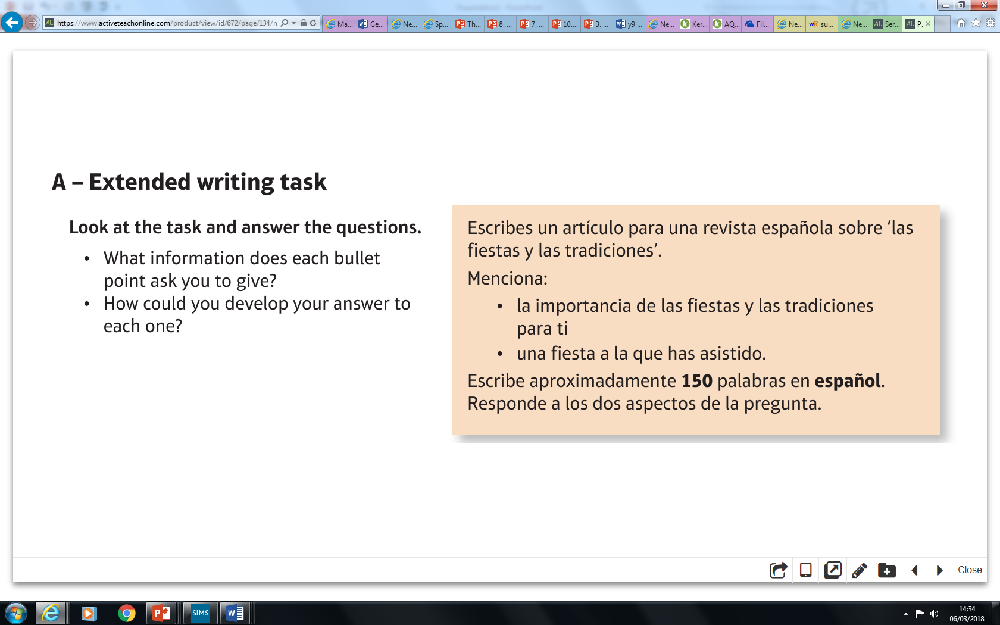 https://www.activeteachonline.com/product/view/id/672/page/134/n
Ma... Ge... Ne... Sp... Th... 8. ... 7. ... 10.... 3. ... y9 ... Ne... Ker... AQ... Fil... Ne... su... Ne... Ser... P.
A – Extended writing task
Look at the task and answer the questions.
• What information does each bullet
point ask you to give?
• How could you develop your answer to
each one?
Escribes un artículo para una revista española sobre ‘las
fiestas y las tradiciones’.
Menciona:
• la importancia de las fiestas y las tradiciones
para ti
• una fiesta a la que has asistido.
Escribe aproximadamente 150 palabras en español.
Responde a los dos aspectos de la pregunta.
Close
SIMS
14:34
06/03/2018